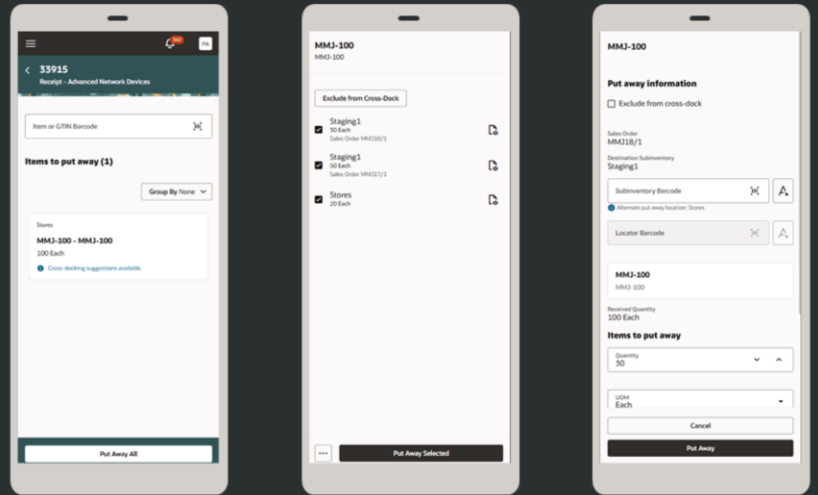 PA
33915
Receipt - Advanced Network Devices
Item or GTIN Barcode
Items to put away (1)
Group By None
Stores
MMJ-100 - MMJ-100
100 Each
Cross-docking suggestions available.
Put Away All
MMJ-100
MMJ-100
Exclude from Cross-Dock
Staging1
30 Each
Sales Order MMJ18/1
Staging1
50 Each
Sales Order MMJ17/1
Stores
20 Each
...
Put Away Selected
MMJ-100
Put away information
Exclude from cross-dock
Sales Order
MMJ18/1
Destination Subinventory
Staging1
Subinventory Barcode
Alternate put away location: Stores
Locator Barcode
MMJ-100
MMJ-100
Received Quantity
100 Each
Items to put away
Quantity
30
UOM
Each
Cancel
Put Away